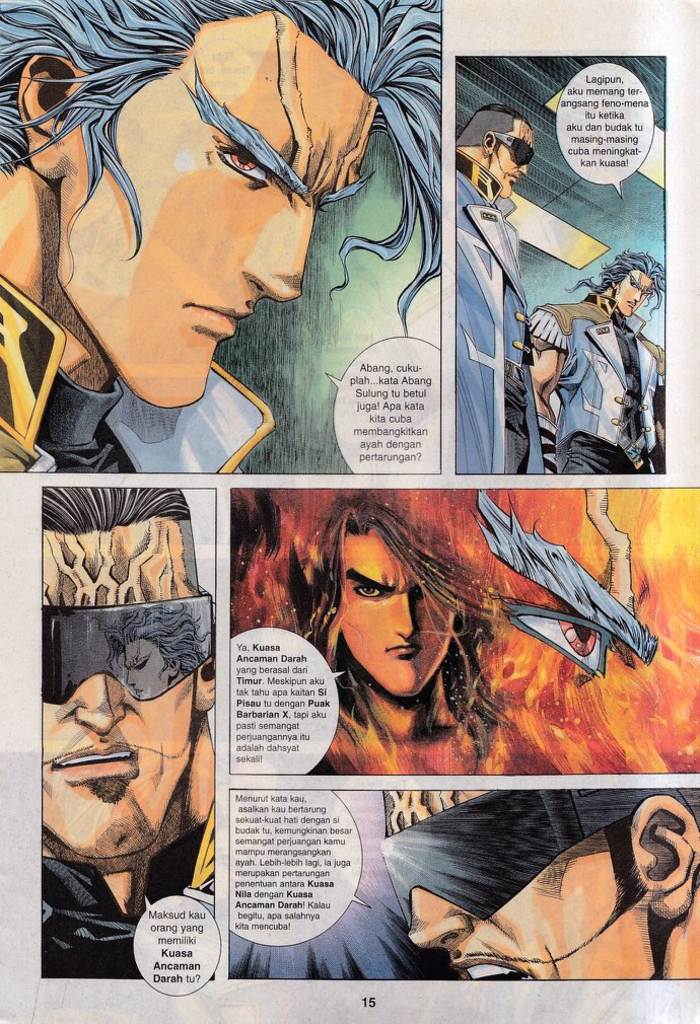 Abang, cuku-
plah...kata Abang
Sulung tu betul
juga! Apa kata
kita cuba
membangkitkan
ayah dengan
pertarungan?
Lagipun,
aku memang ter-
angsang feno-mena
itu ketika
aku dan budak tu
masing-masing
cuba meningkat-
kan kuasa!
Maksud kau
orang yang
memiliki
Kuasa
Ancaman
Darah tu?
Ya, Kuasa
Ancaman Darah
yang berasal dari
Timur. Meskipun aku
tak tahu apa kaitan Si
Pisau tu dengan Puak
Barbarian X, tapi aku
pasti semangat
perjuangannya itu
adalah dahsyat
sekali!
Menurut kata kau,
asalkan kau bertarung
sekuat-kuat hati dengan si
budak tu, kemungkinan besar
semangat perjuangan kamu
mampu merangsangkan
ayah. Lebih-lebih lagi, ia juga
merupakan pertarungan
penentuan antara Kuasa
Nila dengan Kuasa
Ancaman Darah! Kalau
begitu, apa salahnya
kita mencuba!
15